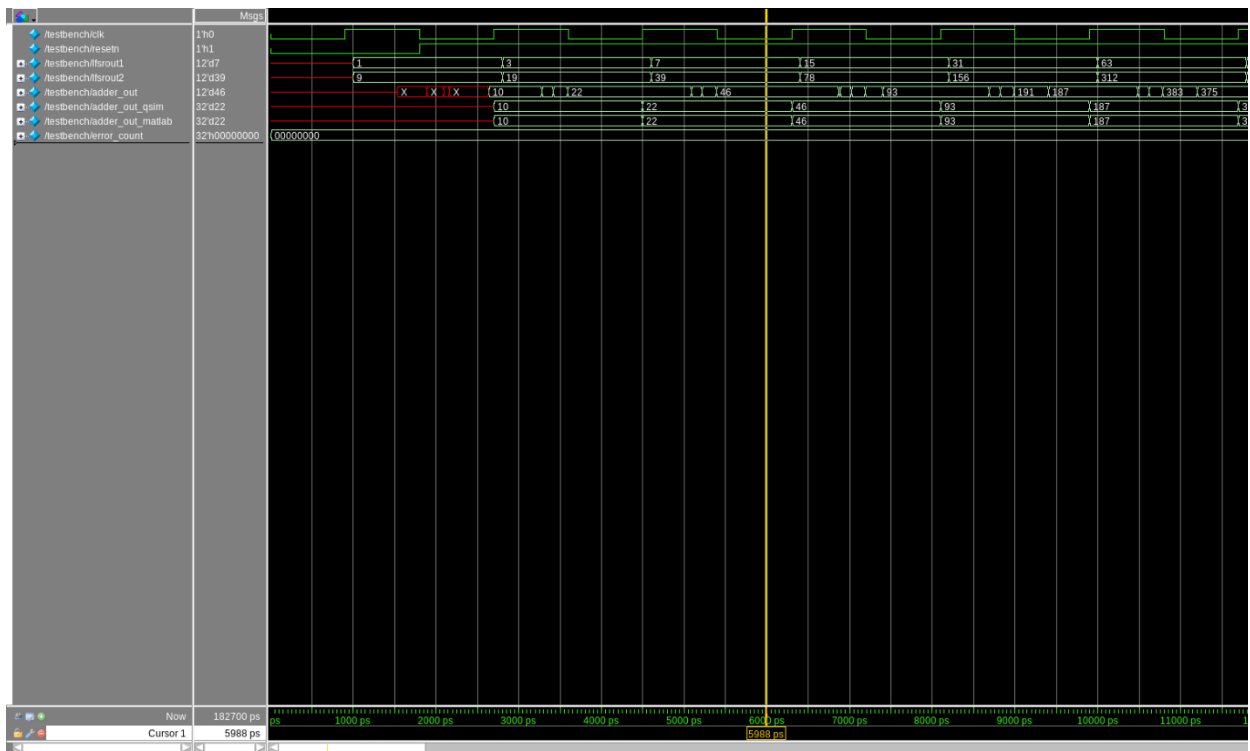 Msgs
/testbench/clk 1'h0
/testbench/resetn 1'h1
/testbench/lfsrout1 12'd7 1 3 7 15 31 63
/testbench/lfsrout2 12'd39 9 19 39 78 156 312
/testbench/adder_out 12'd46 X X X 10 22 46 93 191 187 383 375
/testbench/adder_out_qsim 32'd22 10 22 46 93 187 3
/testbench/adder_out_matlab 32'd22 10 22 46 93 187 3
/testbench/error_count 32'h00000000 00000000
Now 182700 ps ps 1000 ps 2000 ps 3000 ps 4000 ps 5000 ps 6000 ps 7000 ps 8000 ps 9000 ps 10000 ps 11000 ps 1
Cursor 1 5988 ps 5988 ps